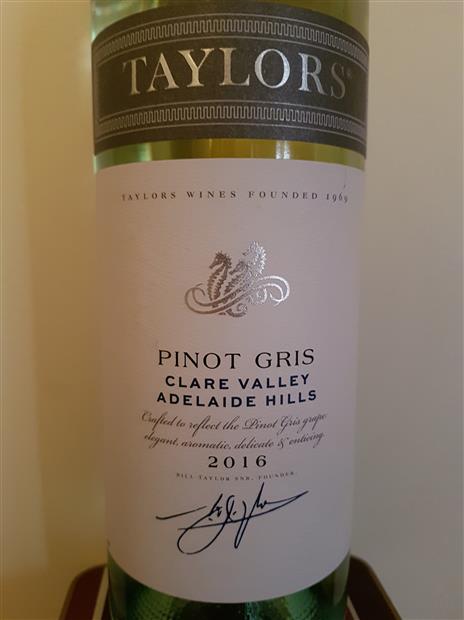 TAYLORS®
TAYLORS WINES FOUNDED 1969
PINOT GRIS
CLARE VALLEY
ADELAIDE HILLS
Crafted to reflect the Pinot Gris grape:
elegant, aromatic, delicate & enticing.
2016
BILL TAYLOR SNR, FOUNDER.